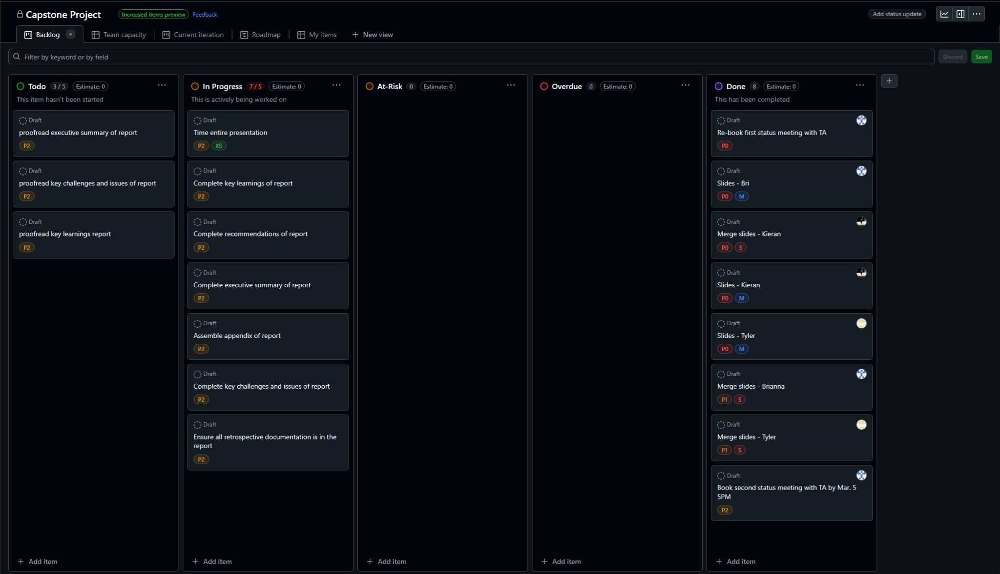 Capstone Project
Increased items preview
Feedback
Add status update
Backlog
Team capacity
Current iteration
Roadmap
My items
New view
Filter by keyword or by field
Discard
Save
Todo 3 / 5 Estimate: 0
This item hasn't been started
Draft
proofread executive summary of report
P2
Draft
proofread key challenges and issues of report
P2
Draft
proofread key learnings report
P2
Add item
In Progress 7 / 5 Estimate: 0
This is actively being worked on
Draft
Time entire presentation
P2 XS
Draft
Complete key learnings of report
P2
Draft
Complete recommendations of report
P2
Draft
Complete executive summary of report
P2
Draft
Assemble appendix of report
P2
Draft
Complete key challenges and issues of report
P2
Draft
Ensure all retrospective documentation is in the
report
P2
Add item
At-Risk 0 Estimate: 0
Add item
Overdue 0 Estimate: 0
Add item
Done 8 Estimate: 0
This has been completed
Draft
Re-book first status meeting with TA
P0
Draft
Slides - Bri
P0 M
Draft
Merge slides - Kieran
P0 S
Draft
Slides - Kieran
P0 M
Draft
Slides - Tyler
P0 M
Draft
Merge slides - Brianna
P1 S
Draft
Merge slides - Tyler
P1 S
Draft
Book second status meeting with TA by Mar. 5
5PM
P2
Add item